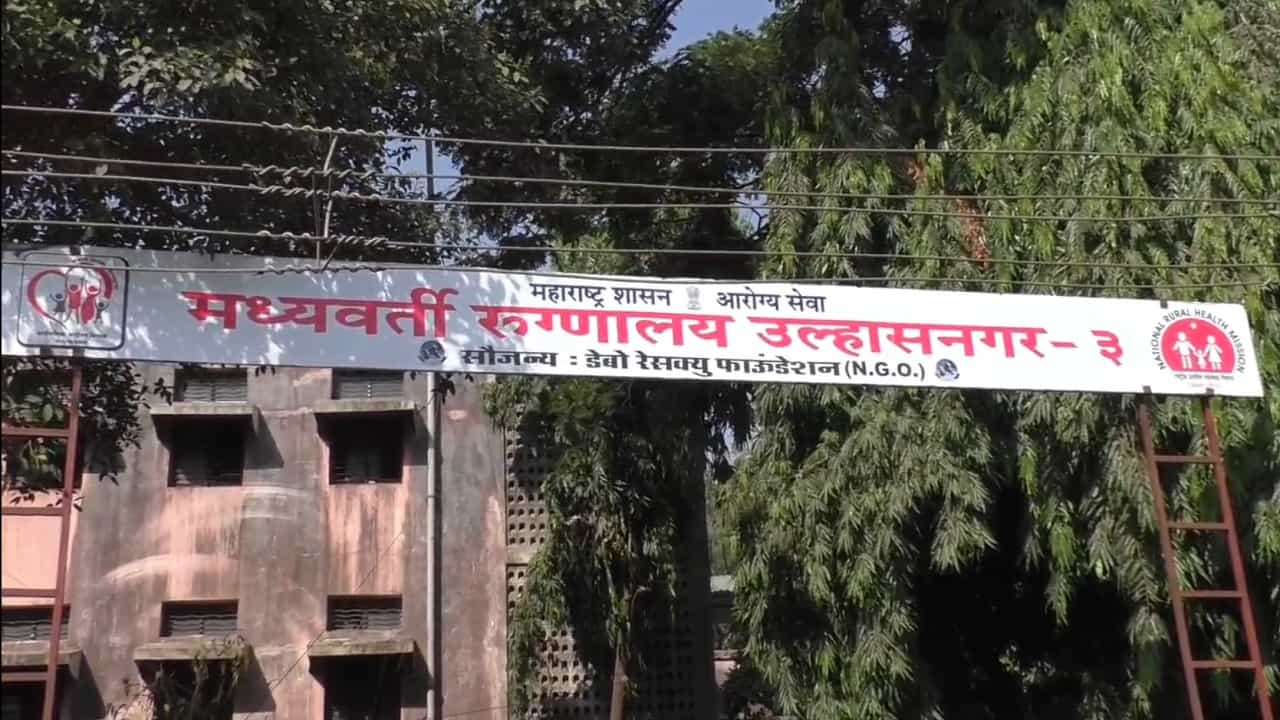 महाराष्ट्र शासन आरोग्य सेवा
मध्यवर्ती रुग्णालय उल्हासनगर - ३
सौजन्य : डेबो रेसक्यु फाऊंडेशन (N.G.O.)
NATIONAL RURAL HEALTH MISSION